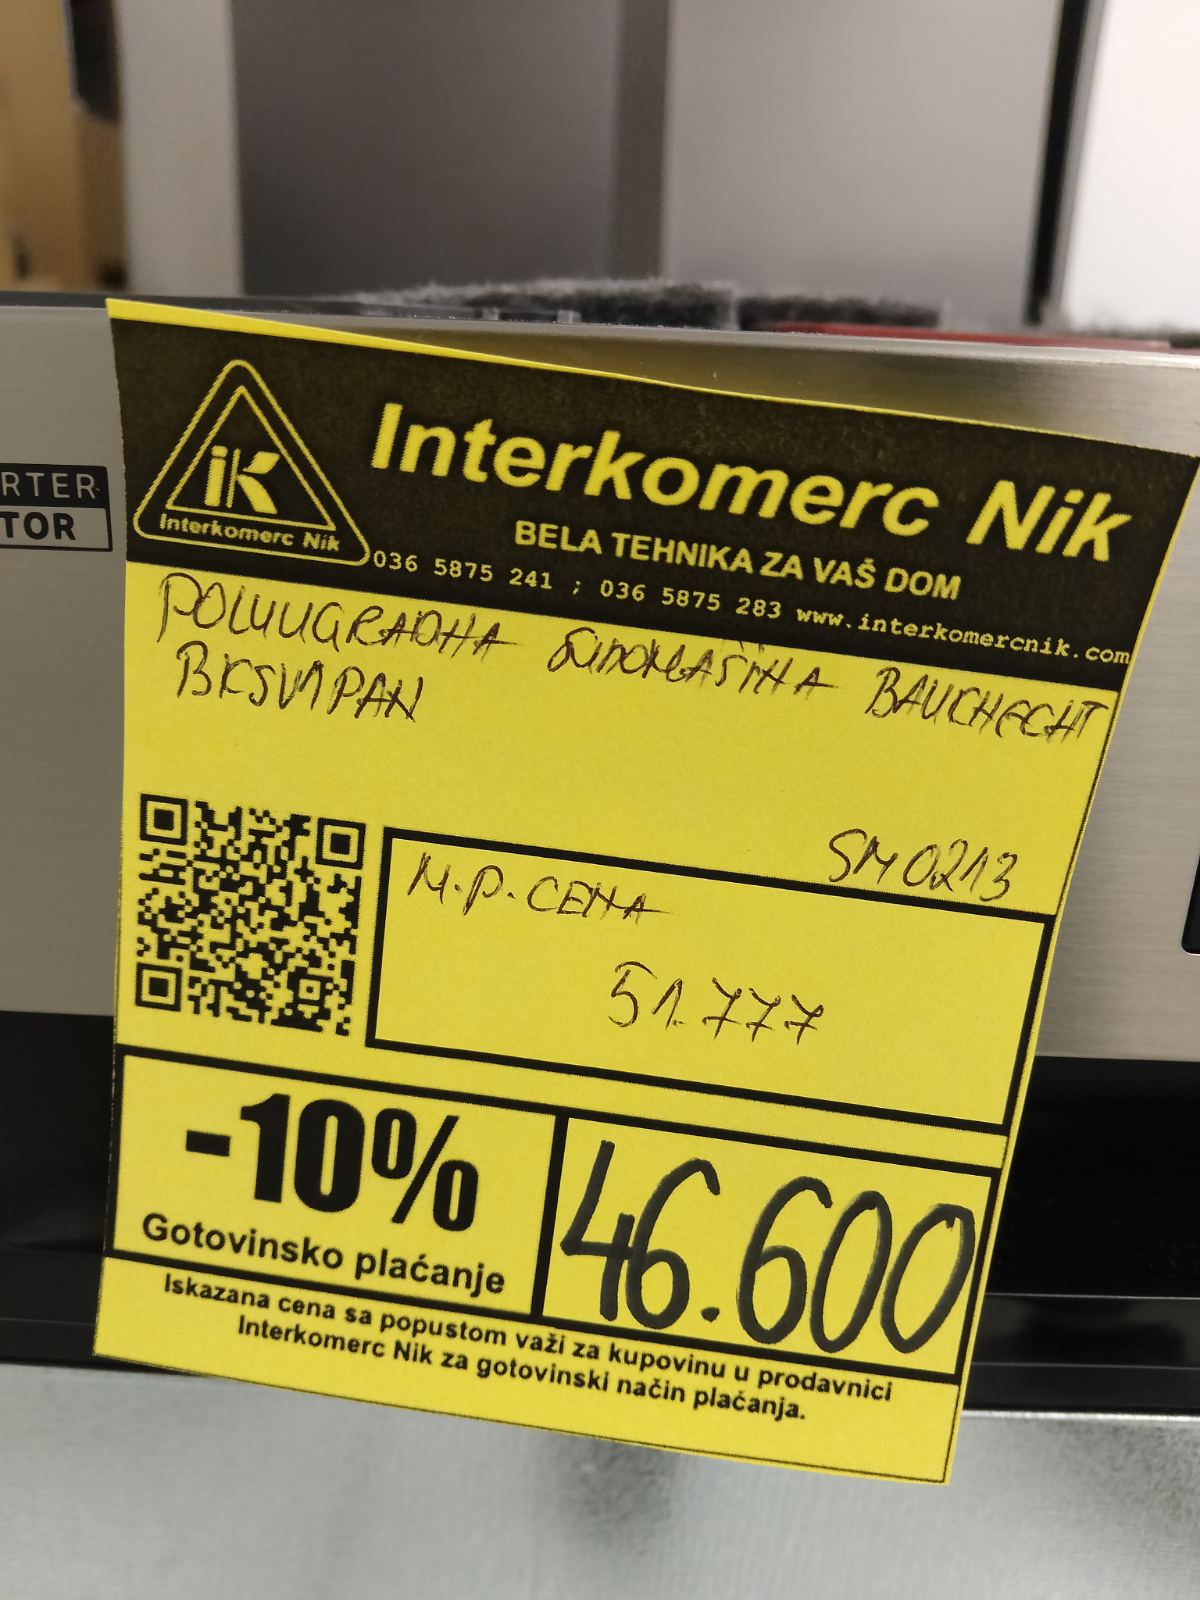 RTER
TOR
iK
Interkomerc Nik
Interkomerc Nik
BELA TEHNIKA ZA VAŠ DOM
036 5875 241 ; 036 5875 283 www.interkomercnik.com
POLUUGRADNA SUDOMAŠINA BAUKNECHT
SM0213
M.P. CENA
51.777
-10%
Gotovinsko plaćanje
46.600
Iskazana cena sa popustom važi za kupovinu u prodavnici
Interkomerc Nik za gotovinski način plaćanja.